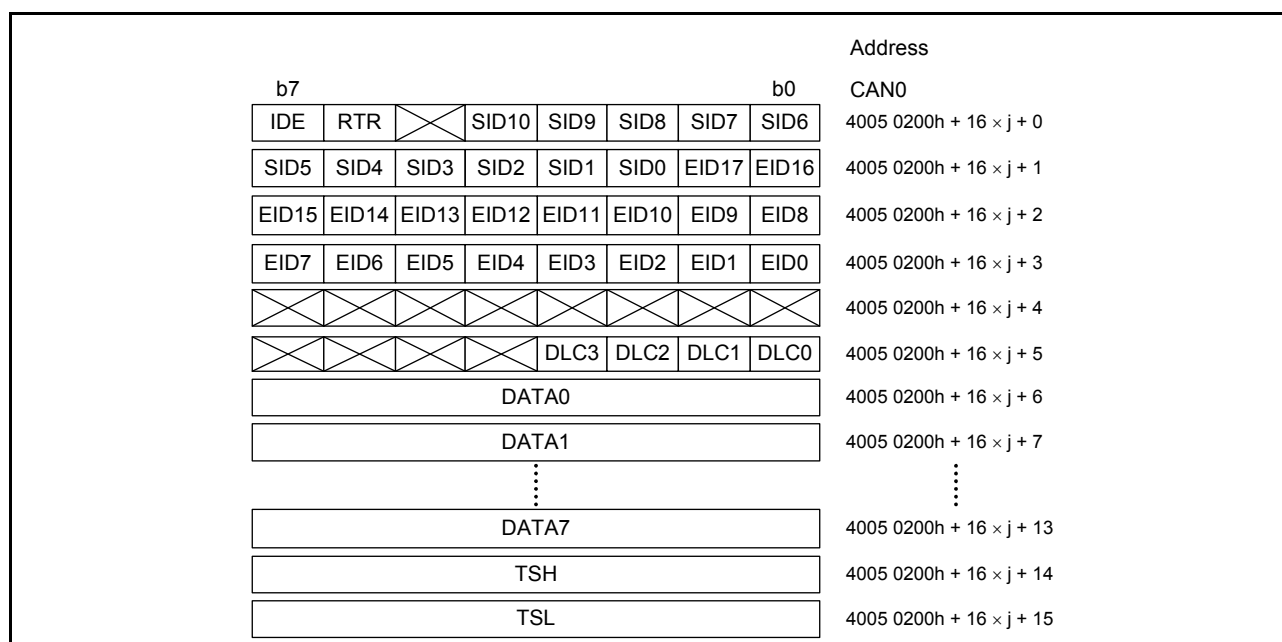 Address
b7 b0 CAN0
IDE RTR SID10 SID9 SID8 SID7 SID6 4005 0200h + 16 × j + 0
SID5 SID4 SID3 SID2 SID1 SID0 EID17 EID16 4005 0200h + 16 × j + 1
EID15 EID14 EID13 EID12 EID11 EID10 EID9 EID8 4005 0200h + 16 × j + 2
EID7 EID6 EID5 EID4 EID3 EID2 EID1 EID0 4005 0200h + 16 × j + 3
4005 0200h + 16 × j + 4
DLC3 DLC2 DLC1 DLC0 4005 0200h + 16 × j + 5
DATA0 4005 0200h + 16 × j + 6
DATA1 4005 0200h + 16 × j + 7
DATA7 4005 0200h + 16 × j + 13
TSH 4005 0200h + 16 × j + 14
TSL 4005 0200h + 16 × j + 15